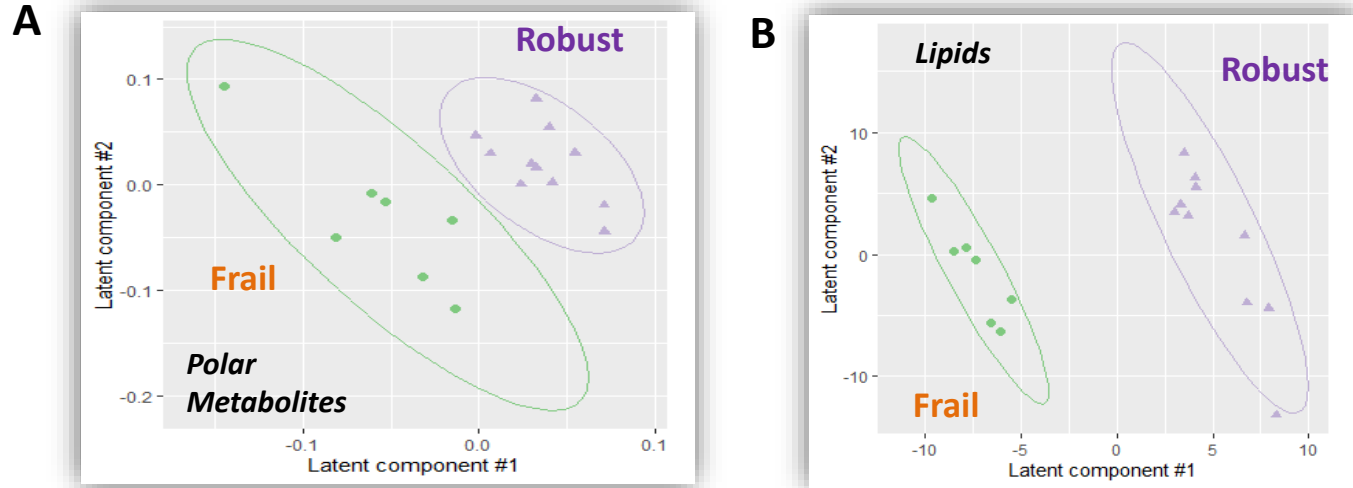 A
Robust
Latent component #2
0.1
0.0
-0.1
-0.2
Frail
Polar
Metabolites
-0.1
0.0
0.1
Latent component #1
B
Lipids
Robust
Latent component #2
10
0
-10
Frail
-10
-5
0
5
10
Latent component #1